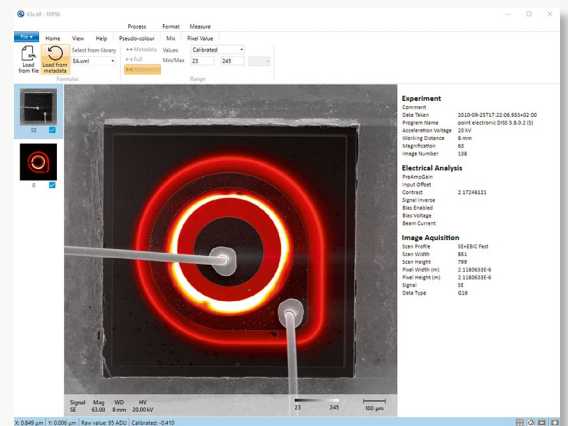 63x.tif - DIPS6
Process Format Measure
File Home View Help Pseudo-colour Mix Pixel Value
Load from file
Load from metadata
Select from library
EA.xml
Formulas
Metadata Values Calibrated
Full Min/Max 23 245
Automatic
Range
SE
0
Experiment
Comment
Date Taken 2010-09-23T17:22:06.953+02:00
Program Name point electronic DISS 5.9.0.2 (S)
Acceleration Voltage 20 kV
Working Distance 8 mm
Magnification 63
Image Number 138
Electrical Analysis
PreAmpGain
Input Offset
Contrast 2.17246121
Signal Inverse
Bias Enabled
Bias Voltage
Beam Current
Image Aquisition
Scan Profile SE+EBIC Fast
Scan Width 861
Scan Height 799
Pixel Width (m) 2.1180633E-6
Pixel Height (m) 2.1180633E-6
Signal SE
Data Type G16
Signal Mag WD HV
SE 63.00 8 mm 20.00 kV
23 245 100 µm
X: 0.849 µm Y: 0.006 µm Raw value: 95 ADU Calibrated: -0.410